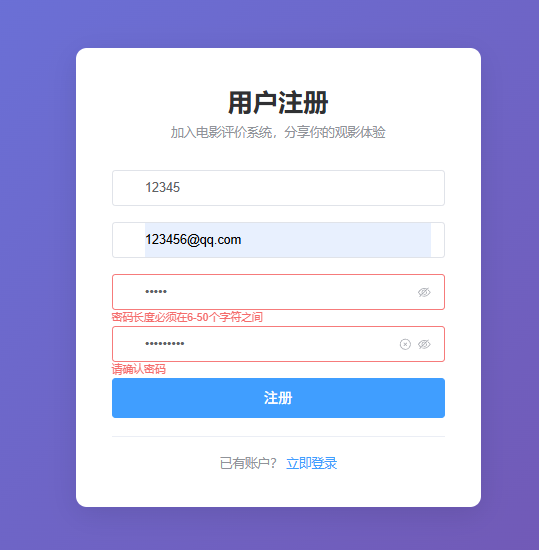 用户注册
加入电影评价系统，分享你的观影体验
12345
123456@qq.com
•••••
密码长度必须在6-50个字符之间
•••••••••
请确认密码
注册
已有账户？ 立即登录